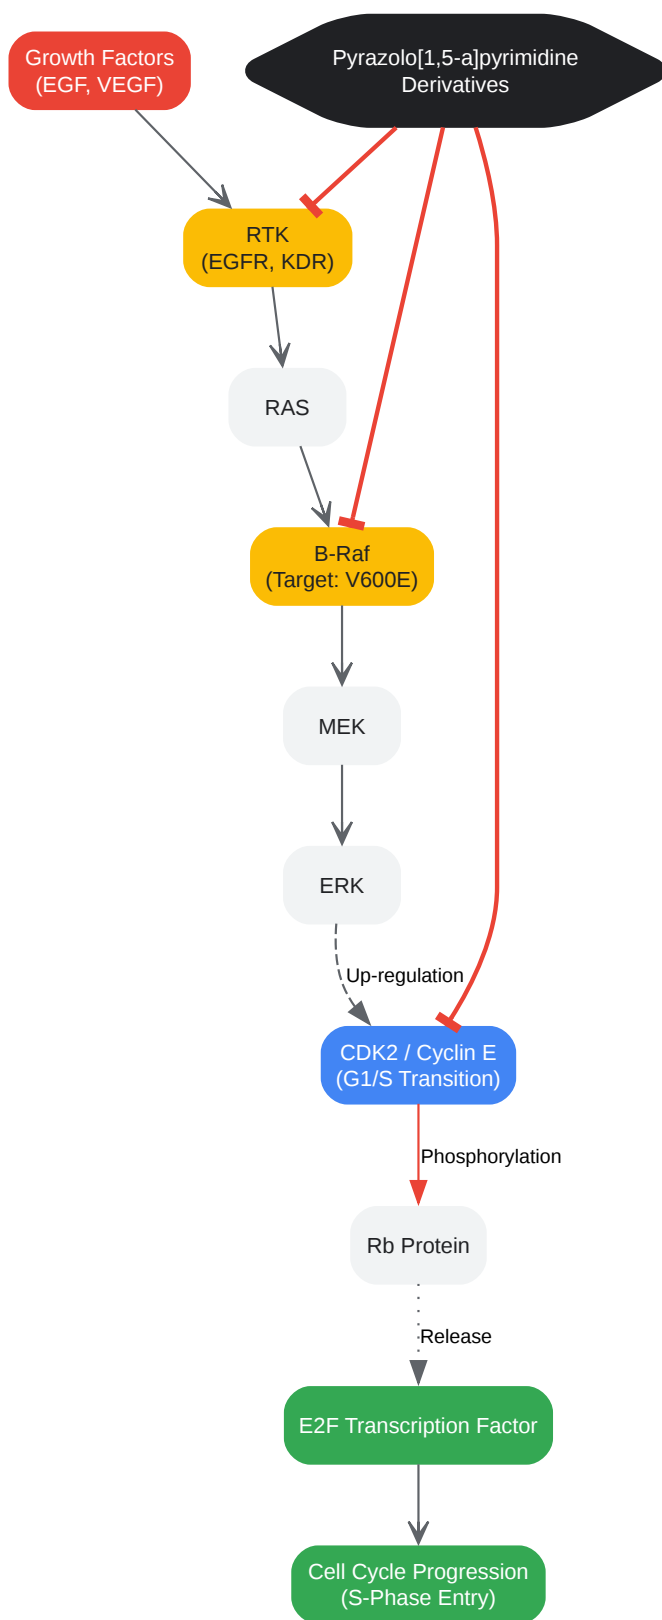 Growth Factors
(EGF, VEGF)
Pyrazolo[1,5-a]pyrimidine
Derivatives
RTK
(EGFR, KDR)
RAS
B-Raf
(Target: V600E)
MEK
ERK
Up-regulation
CDK2 / Cyclin E
(G1/S Transition)
Phosphorylation
Rb Protein
Release
E2F Transcription Factor
Cell Cycle Progression
(S-Phase Entry)